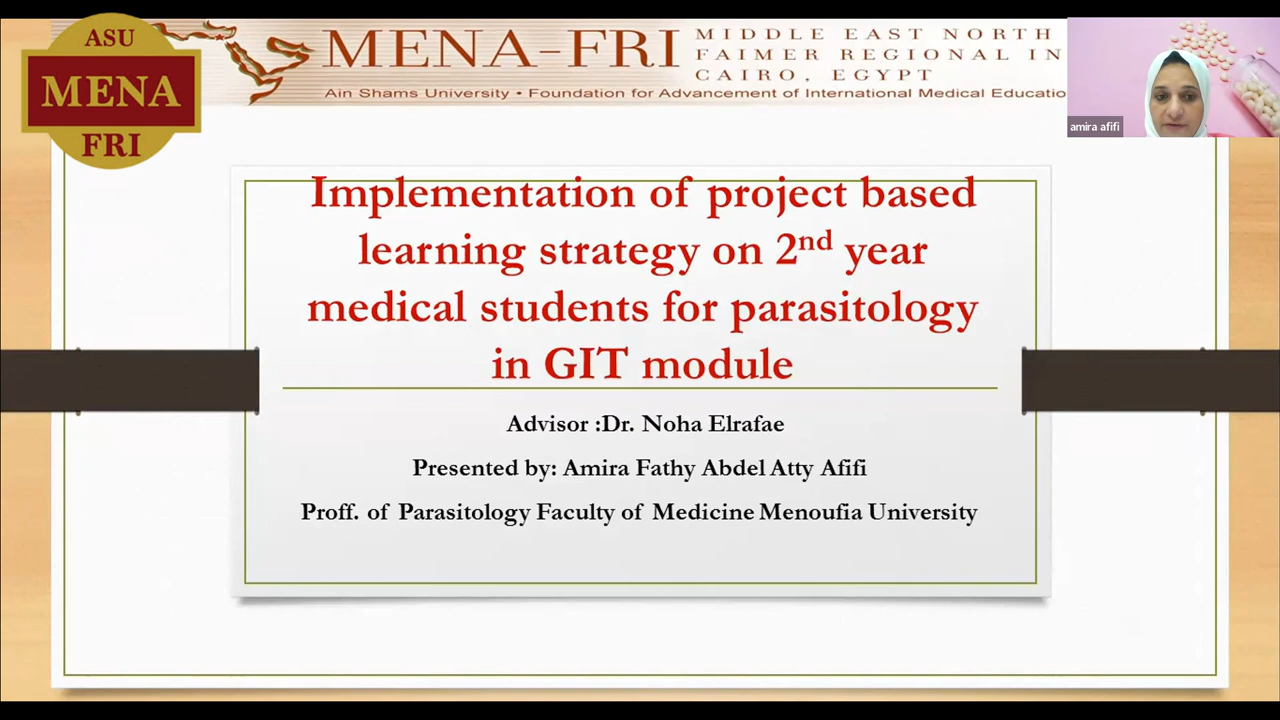 ASU
MENA
FRI
MENA-FRI
MIDDLE EAST NORTH
FAIMER REGIONAL IN
CAIRO, EGYPT
Ain Shams University • Foundation for Advancement of International Medical Educatio
amira afifi
Implementation of project based
learning strategy on 2nd year
medical students for parasitology
in GIT module
Advisor :Dr. Noha Elrafae
Presented by: Amira Fathy Abdel Atty Afifi
Proff. of Parasitology Faculty of Medicine Menoufia University